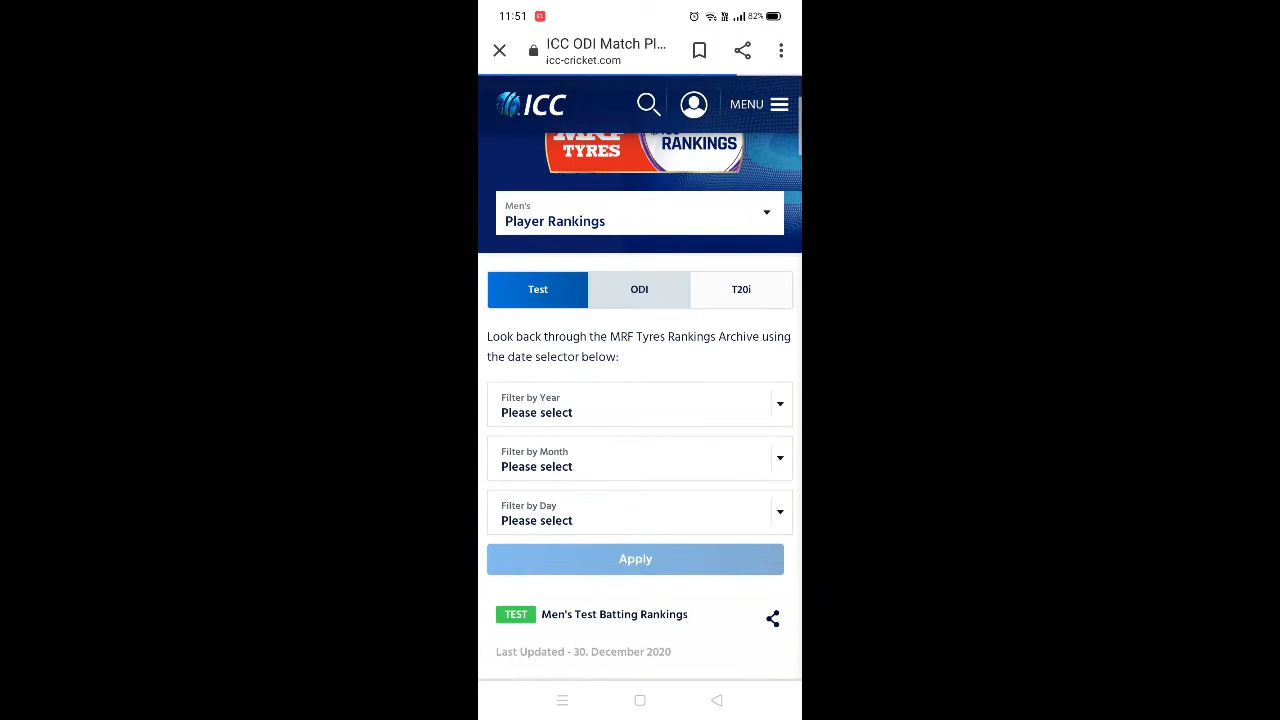 11:51 82%
ICC ODI Match Pl...
icc-cricket.com
ICC MENU
MRF
TYRES
RANKINGS
Men's
Player Rankings
Test ODI T20i
Look back through the MRF Tyres Rankings Archive using
the date selector below:
Filter by Year
Please select
Filter by Month
Please select
Filter by Day
Please select
Apply
TEST Men's Test Batting Rankings
Last Updated - 30. December 2020